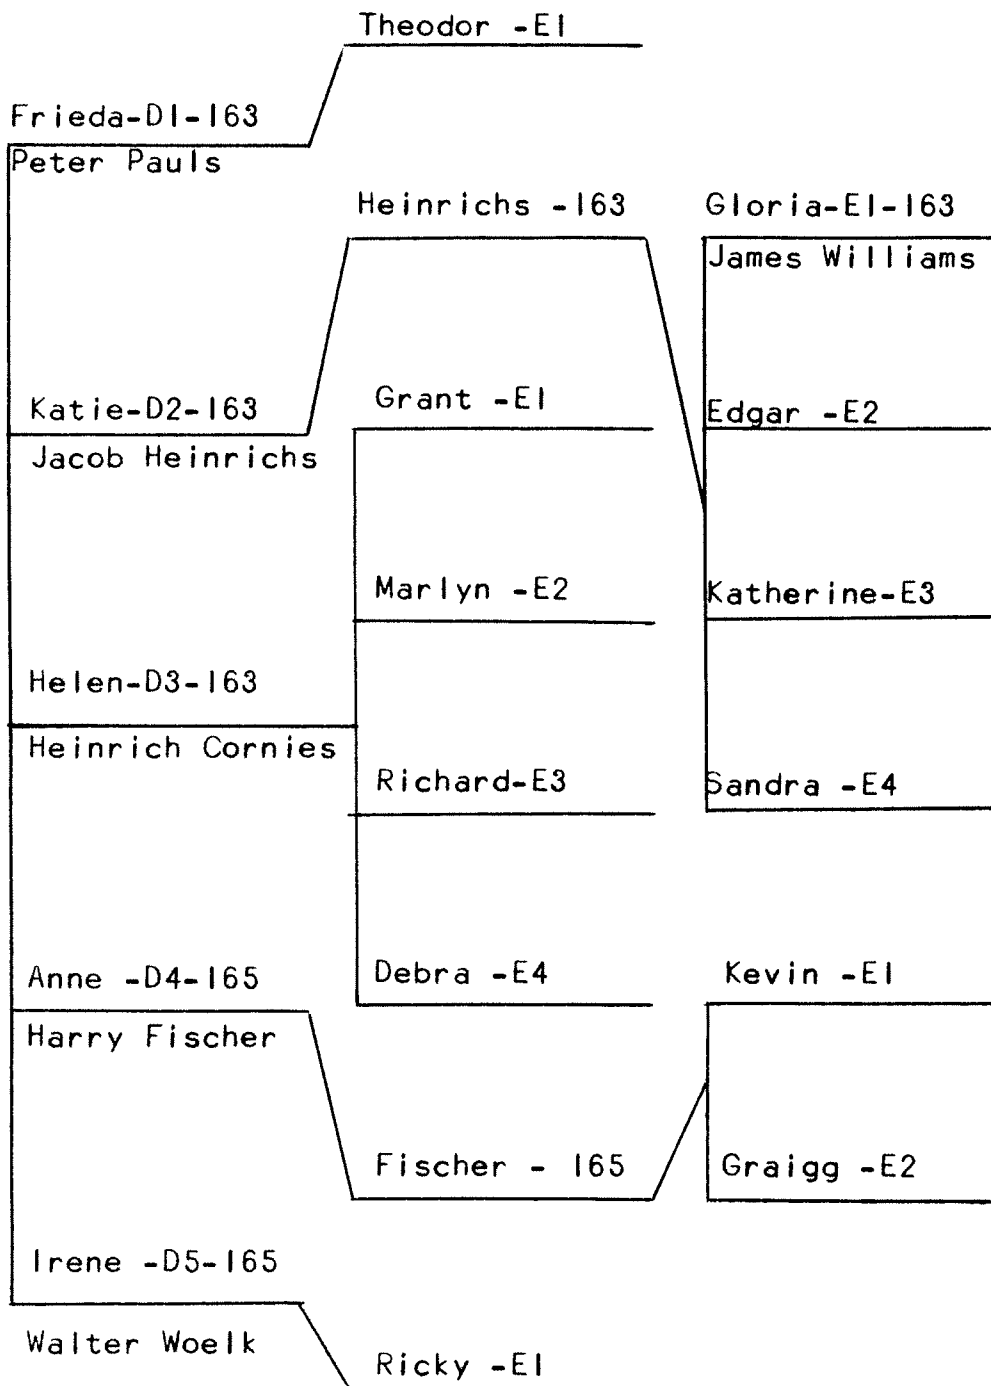 Theodor -E1
Frieda-D1-163
Peter Pauls
Heinrichs -163
Gloria-E1-163
James Williams
Katie-D2-163
Jacob Heinrichs
Grant -E1
Edgar -E2
Marlyn -E2
Katherine-E3
Helen-D3-163
Heinrich Cornies
Richard-E3
Sandra -E4
Anne -D4-165
Harry Fischer
Debra -E4
Kevin -E1
Fischer - 165
Graigg -E2
Irene -D5-165
Walter Woelk
Ricky -E1